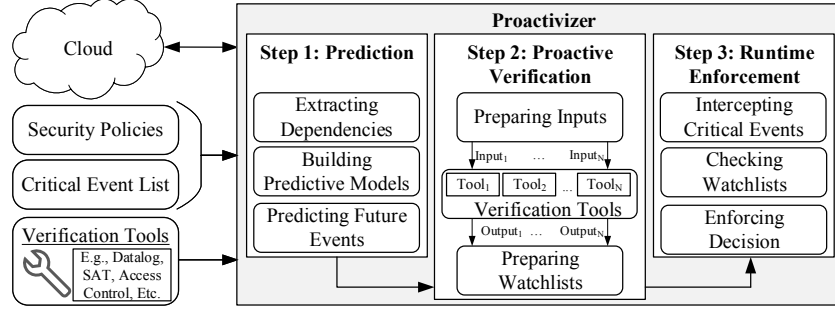 Proactivizer
Cloud
Security Policies
Critical Event List
Verification Tools
E.g., Datalog,
SAT, Access
Control, Etc.
Step 1: Prediction
Extracting
Dependencies
Building
Predictive Models
Predicting Future
Events
Step 2: Proactive
Verification
Preparing Inputs
Input1 ... InputN
Tool1 Tool2 ... ToolN
Verification Tools
Output1 ... OutputN
Preparing
Watchlists
Step 3: Runtime
Enforcement
Intercepting
Critical Events
Checking
Watchlists
Enforcing
Decision